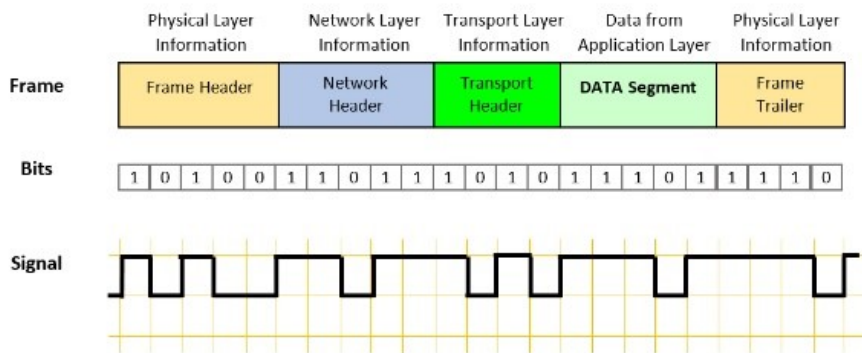 Physical Layer Network Layer Transport Layer Data from Physical Layer
Information Information Information Application Layer Information
Frame Frame Header Network Transport DATA Segment Frame
Header Header Trailer
Bits
1 0 1 0 0 1 1 0 1 1 1 0 1 0 1 1 1 0 1 1 1 1 0
Signal